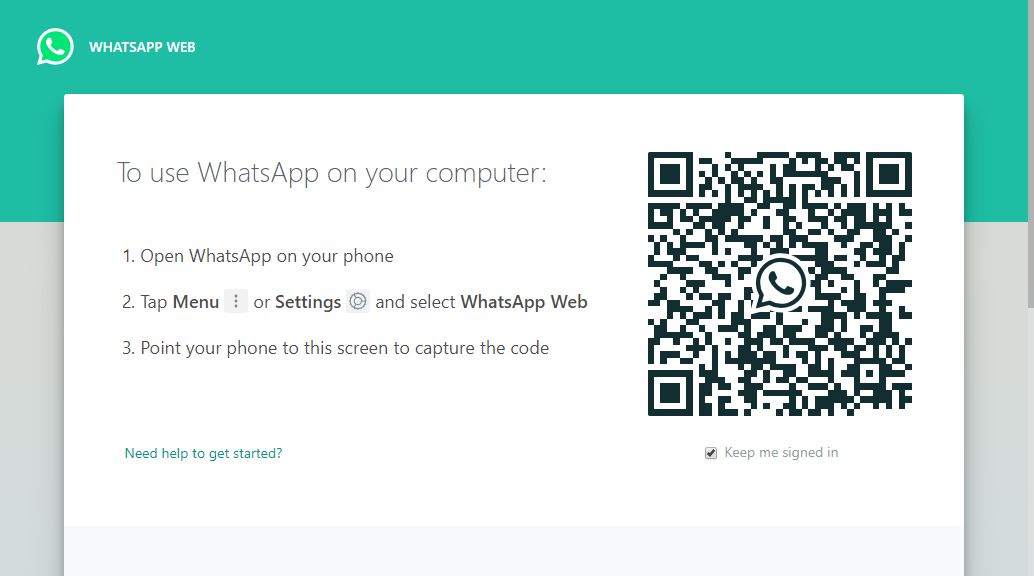 WHATSAPP WEB
To use WhatsApp on your computer:
1. Open WhatsApp on your phone
2. Tap Menu or Settings and select WhatsApp Web
3. Point your phone to this screen to capture the code
Need help to get started?
Keep me signed in